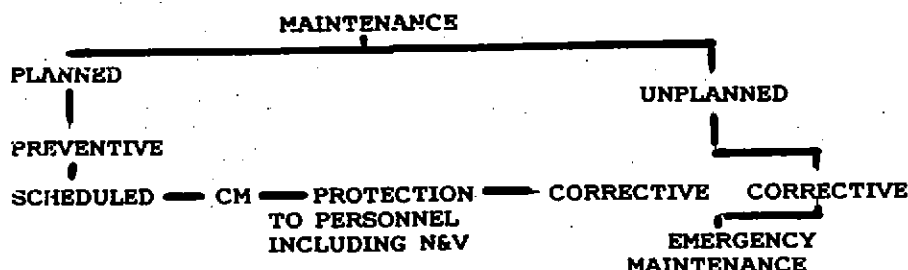 MAINTENANCE
PLANNED
UNPLANNED
PREVENTIVE
SCHEDULED CM PROTECTION CORRECTIVE CORRECTIVE
TO PERSONNEL
INCLUDING N&V
EMERGENCY
MAINTENANCE